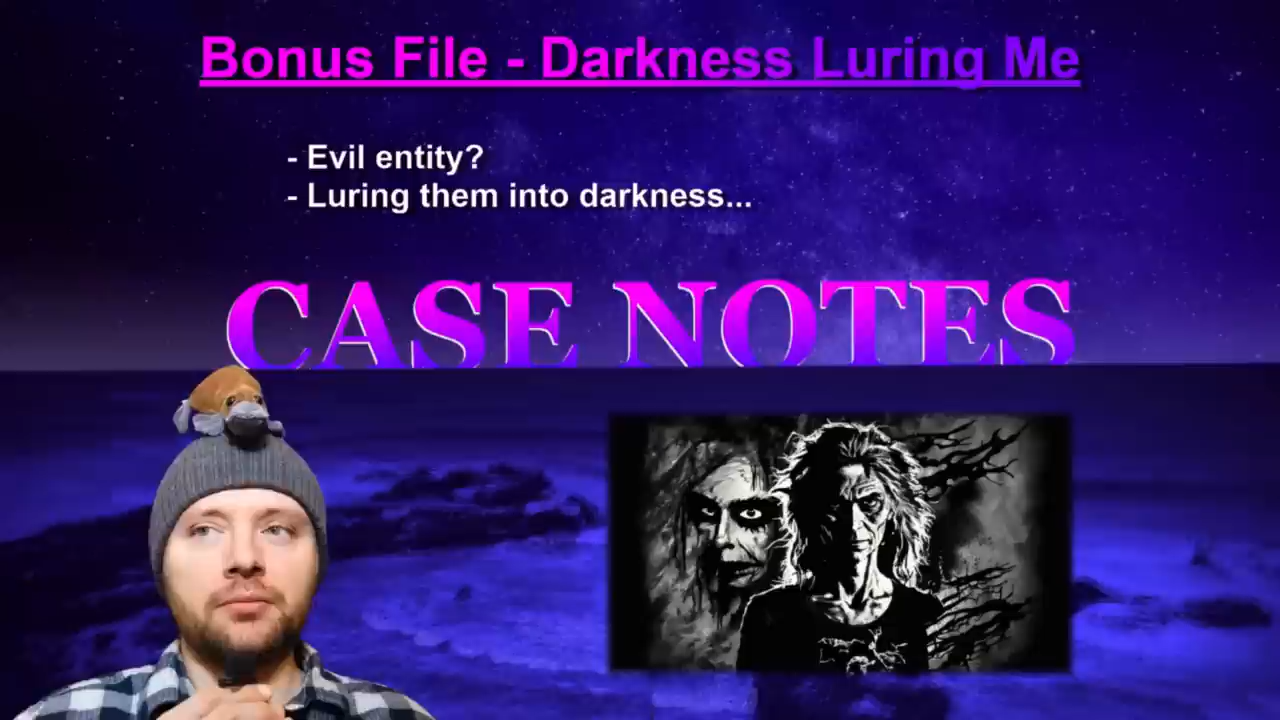 Bonus File - Darkness Luring Me
- Evil entity?
- Luring them into darkness...
CASE NOTES